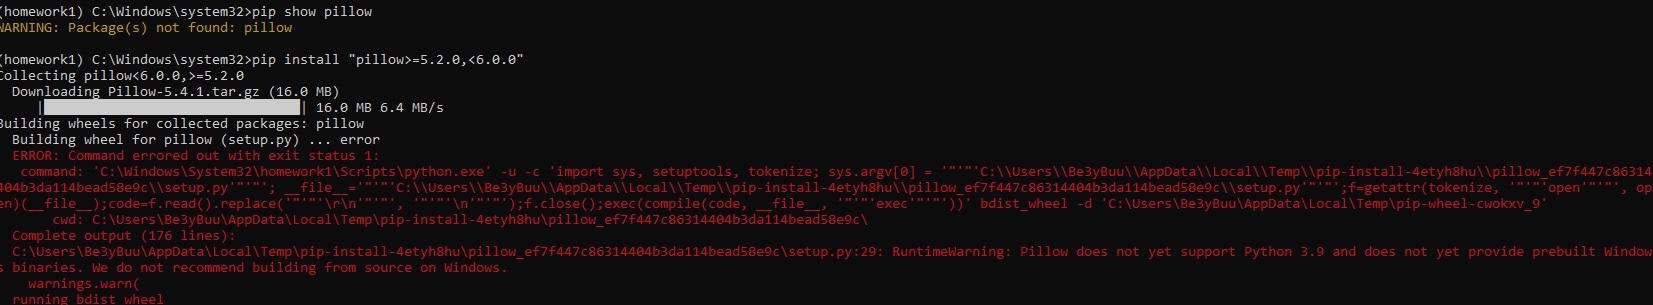 (homework1) C:\Windows\system32>pip show pillow
WARNING: Package(s) not found: pillow
(homework1) C:\Windows\system32>pip install "pillow>=5.2.0,<6.0.0"
Collecting pillow<6.0.0,>=5.2.0
Downloading Pillow-5.4.1.tar.gz (16.0 MB)
| | 16.0 MB 6.4 MB/s
Building wheels for collected packages: pillow
Building wheel for pillow (setup.py) ... error
ERROR: Command errored out with exit status 1:
command: 'C:\Windows\System32\homework1\Scripts\python.exe' -u -c 'import sys, setuptools, tokenize; sys.argv[0] = '"'"'C:\\Users\\Be3yBuu\\AppData\\Local\\Temp\\pip-install-4etyh8hu\\pillow_ef7f447c86314
404b3da114bead58e9c\\setup.py'"'"'; __file__='"'"'C:\\Users\\Be3yBuu\\AppData\\Local\\Temp\\pip-install-4etyh8hu\\pillow_ef7f447c86314404b3da114bead58e9c\\setup.py'"'"';f=getattr(tokenize, '"'"'open'"'"', op
en)(__file__);code=f.read().replace('"'"'\r\n'"'"', '"'"'\n'"'"');f.close();exec(compile(code, __file__, '"'"'exec'"'"'))' bdist_wheel -d 'C:\Users\Be3yBuu\AppData\Local\Temp\pip-wheel-cwokxv_9'
cwd: C:\Users\Be3yBuu\AppData\Local\Temp\pip-install-4etyh8hu\pillow_ef7f447c86314404b3da114bead58e9c\
Complete output (176 lines):
C:\Users\Be3yBuu\AppData\Local\Temp\pip-install-4etyh8hu\pillow_ef7f447c86314404b3da114bead58e9c\setup.py:29: RuntimeWarning: Pillow does not yet support Python 3.9 and does not yet provide prebuilt Window
s binaries. We do not recommend building from source on Windows.
warnings.warn(
running bdist_wheel